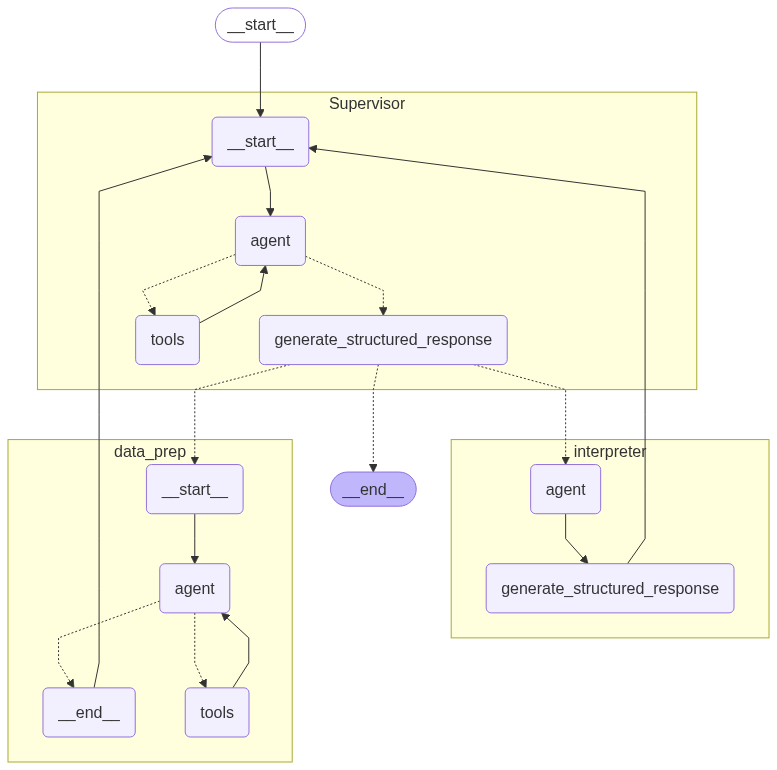 __start__
Supervisor
__start__
agent
tools
generate_structured_response
data_prep
__start__
agent
__end__
tools
__end__
interpreter
agent
generate_structured_response